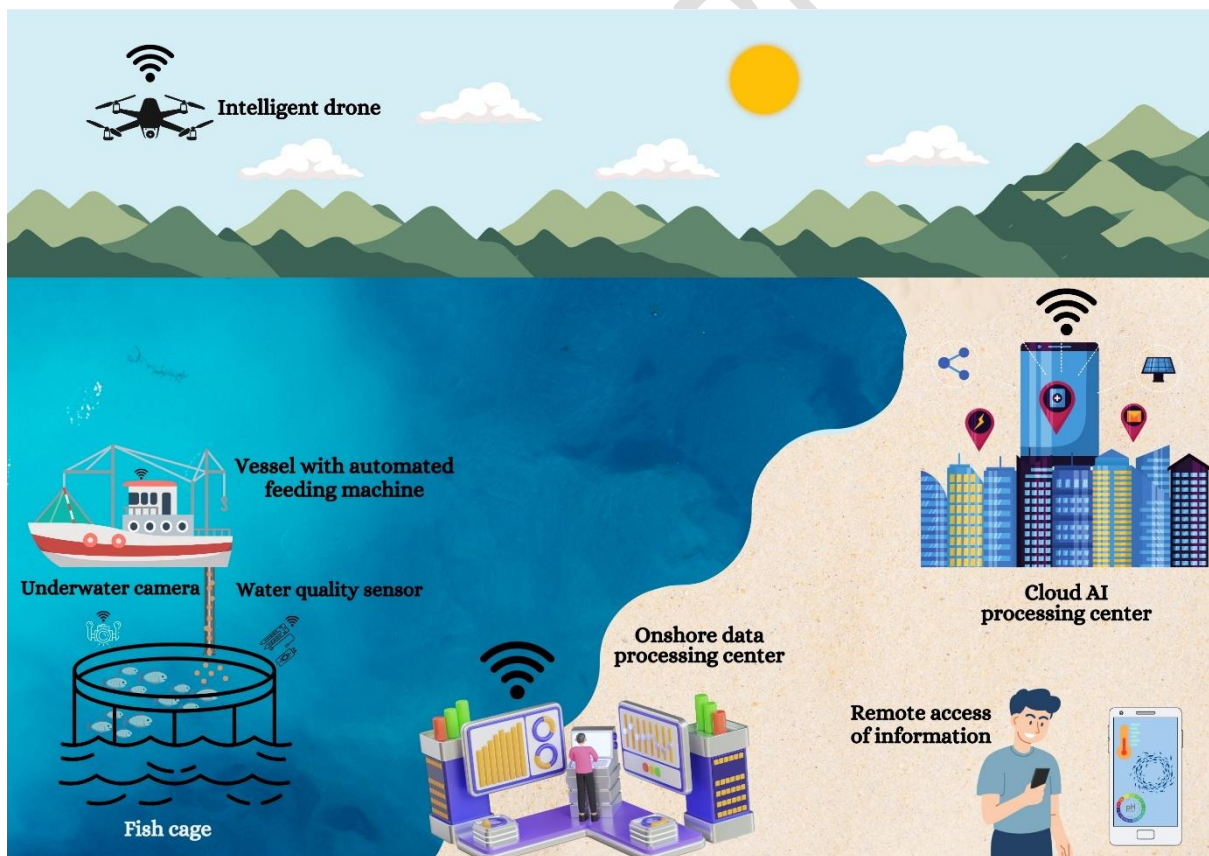 Intelligent drone
Vessel with automated
feeding machine
Underwater camera
Water quality sensor
Fish cage
Onshore data
processing center
Cloud AI
processing center
Remote access
of information
pH